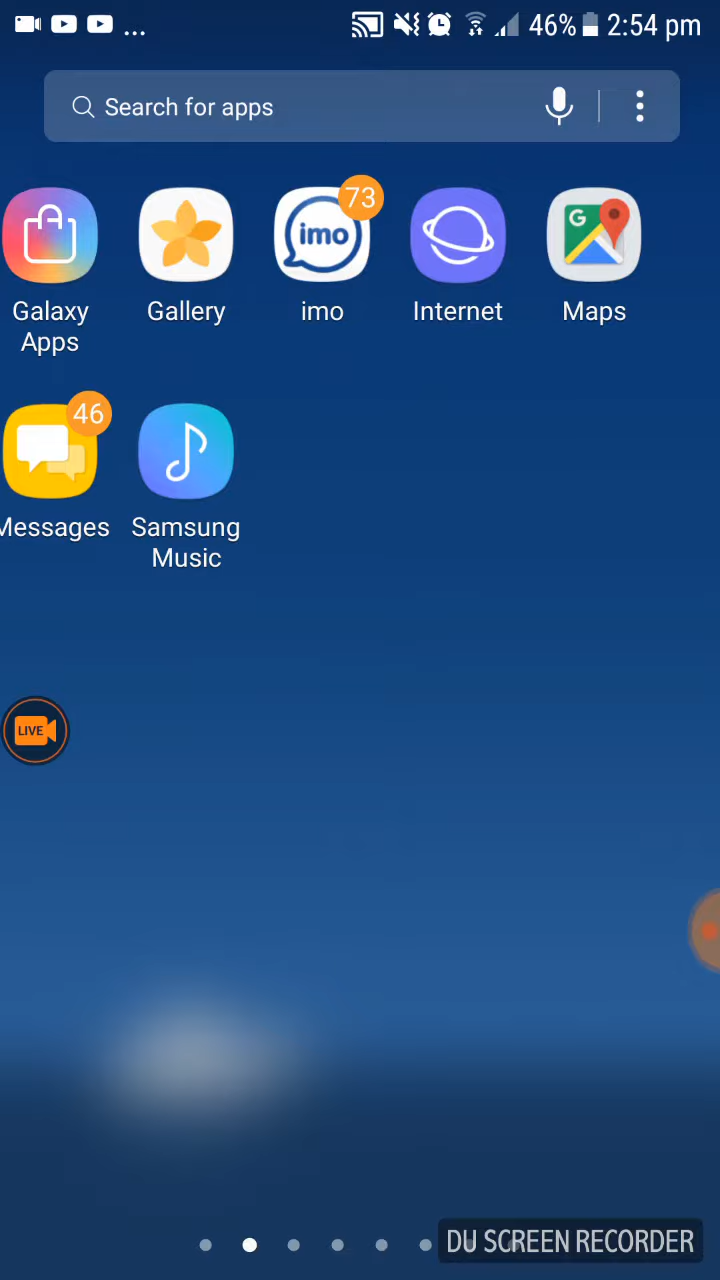 ... 46% 2:54 pm
Search for apps
73
imo
G
Galaxy Apps
Gallery
imo
Internet
Maps
46
Messages
Samsung Music
LIVE
DU SCREEN RECORDER